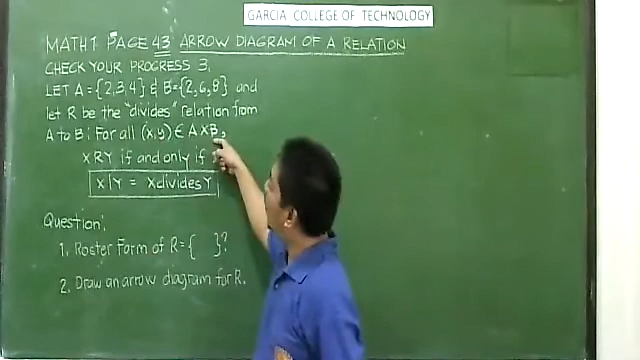 GARCIA COLLEGE OF TECHNOLOGY
MATH 1 PAGE 43 ARROW DIAGRAM OF A RELATION
CHECK YOUR PROGRESS 3.
LET A = {2,3,4} & B = {2,6,8} and
let R be the "divides" relation from
A to B: For all (x,y) ∈ A X B,
X R Y if and only if
X | Y = X divides Y
Question:
1. Roster Form of R = { }?
2. Draw an arrow diagram for R.